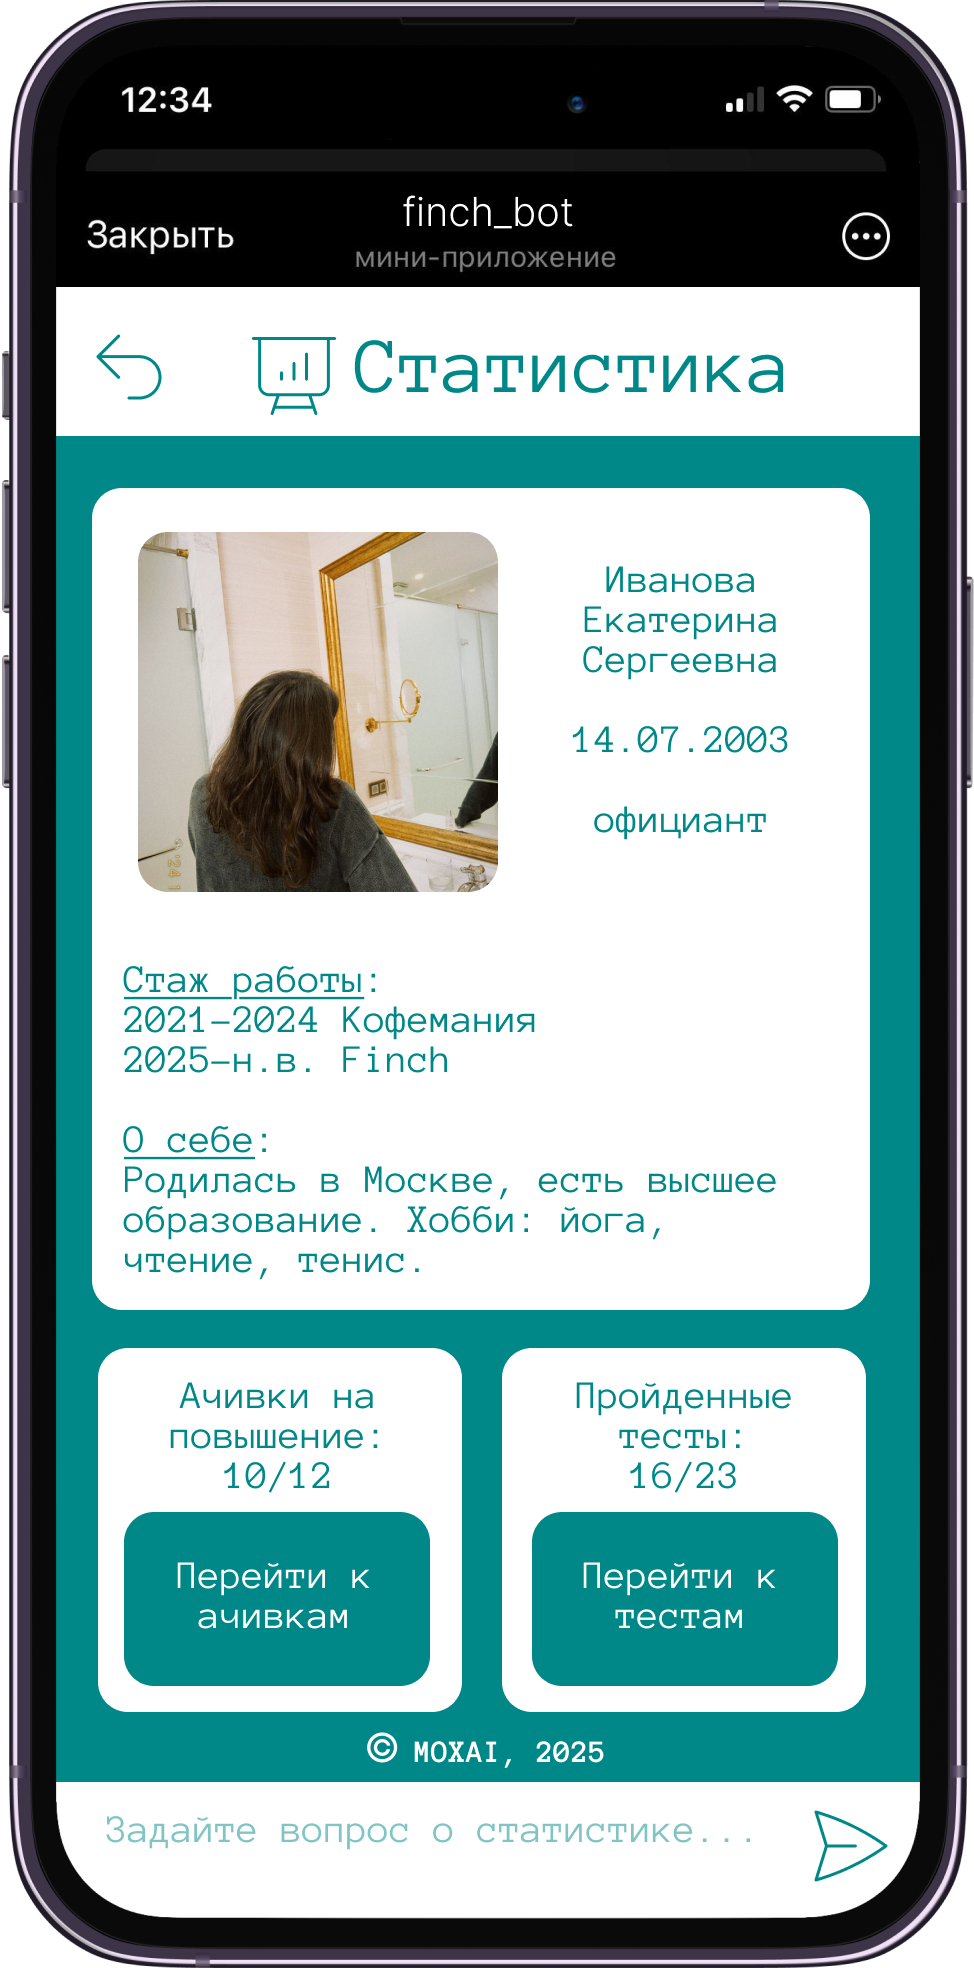 12:34
Закрыть
finch_bot
мини-приложение
Статистика
Иванова
Екатерина
Сергеевна
14.07.2003
официант
Стаж работы:
2021-2024 Кофемания
2025-н.в. Finch
О себе:
Родилась в Москве, есть высшее
образование. Хобби: йога,
чтение, тенис.
Ачивки на
повышение:
10/12
Перейти к
ачивкам
Пройденные
тесты:
16/23
Перейти к
тестам
© MOXAI, 2025
Задайте вопрос о статистике...